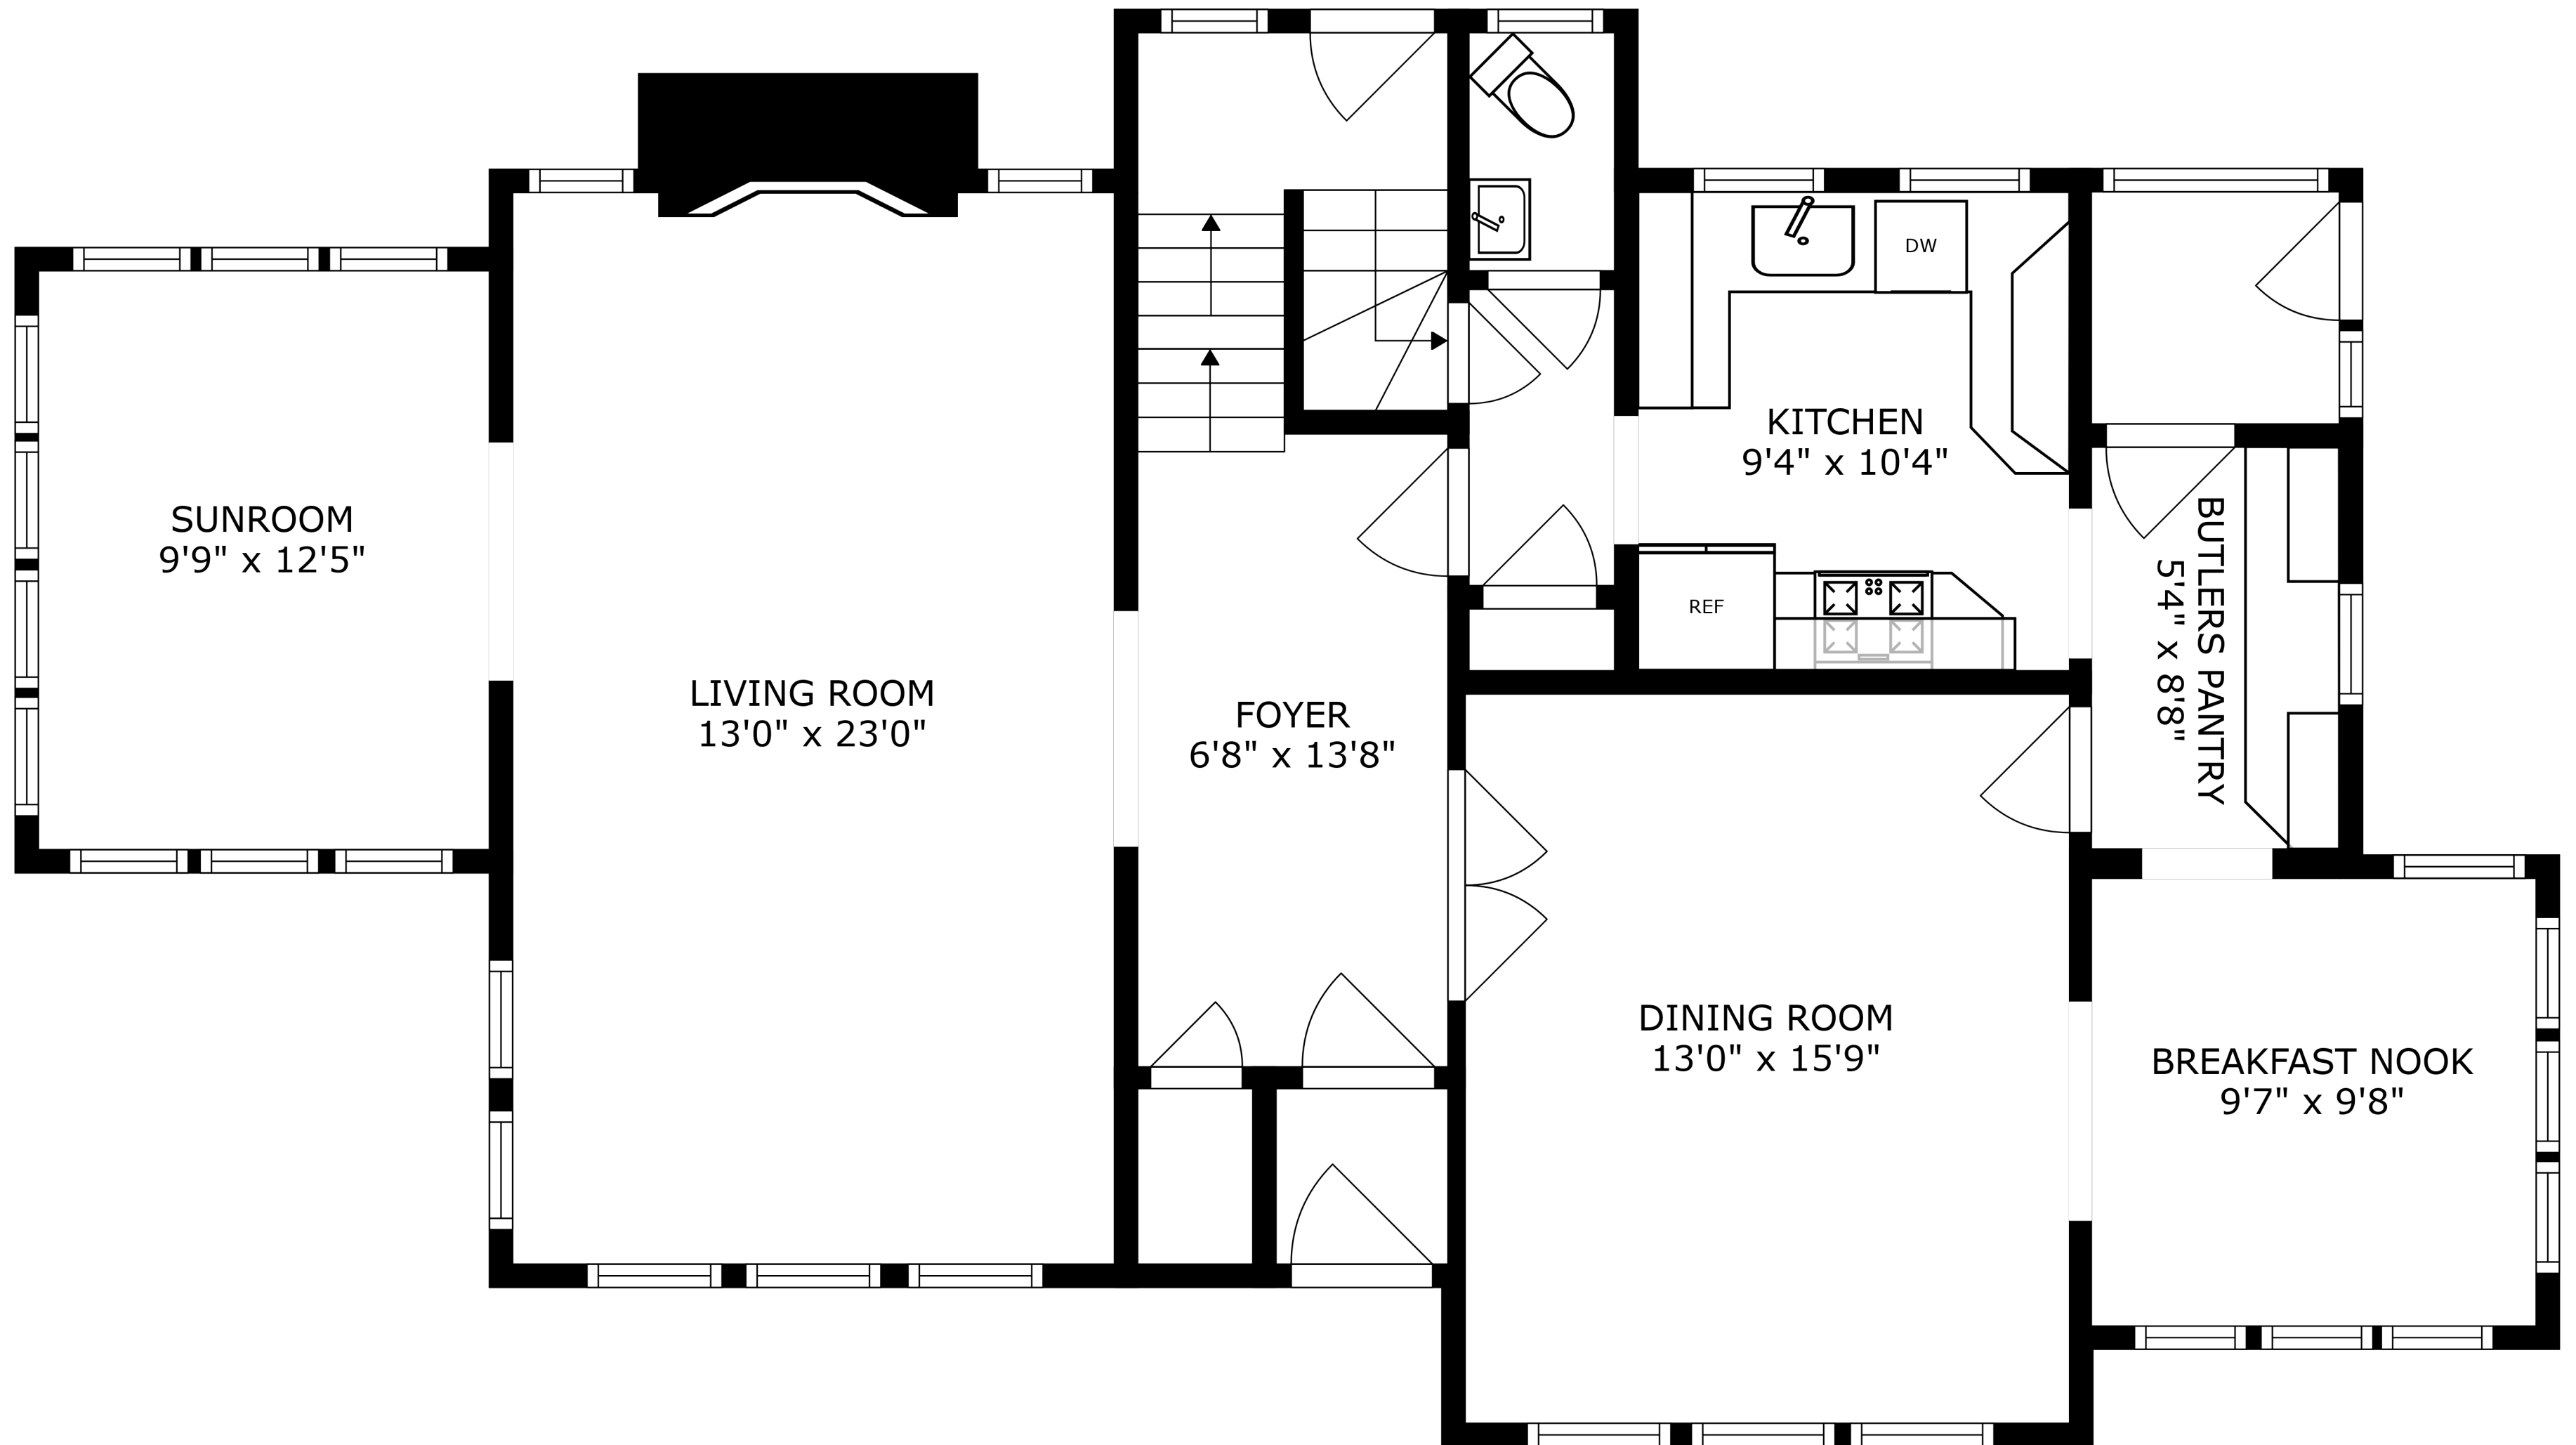 DW
KITCHEN
9'4" x 10'4"
SUNROOM
9'9" x 12'5"
BUTLERS PANTRY
5'4" x 8'8"
REF
LIVING ROOM
13'0" x 23'0"
FOYER
6'8" x 13'8"
DINING ROOM
13'0" x 15'9"
BREAKFAST NOOK
9'7" x 9'8"